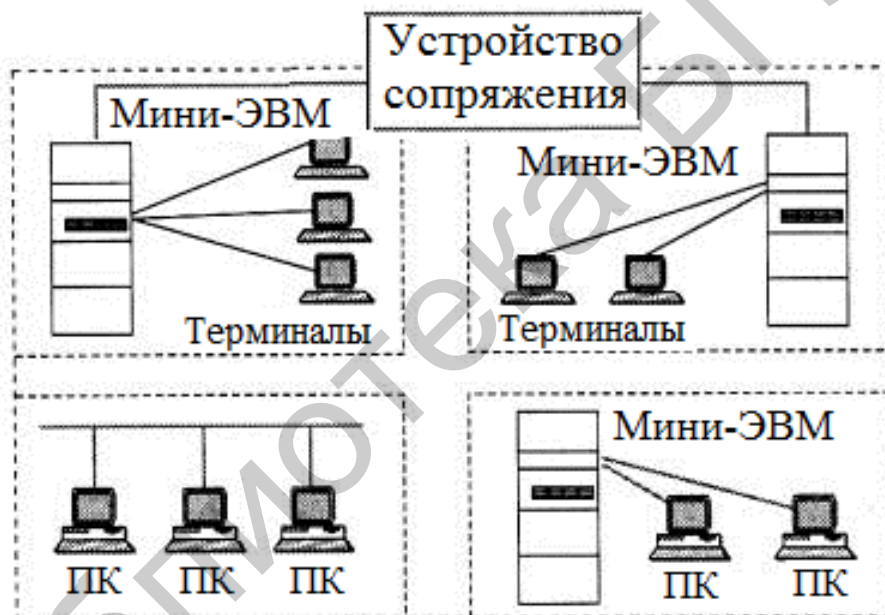 Устройство
сопряжения
Мини-ЭВМ
Мини-ЭВМ
Терминалы
Терминалы
Мини-ЭВМ
ПК
ПК
ПК
ПК
ПК